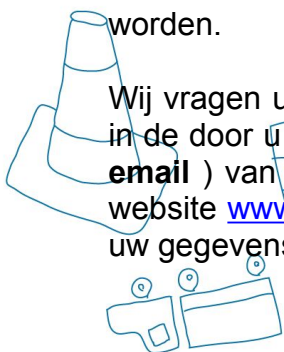 worden.
Wij vragen u
in de door u
email ) van
website www
uw gegevens